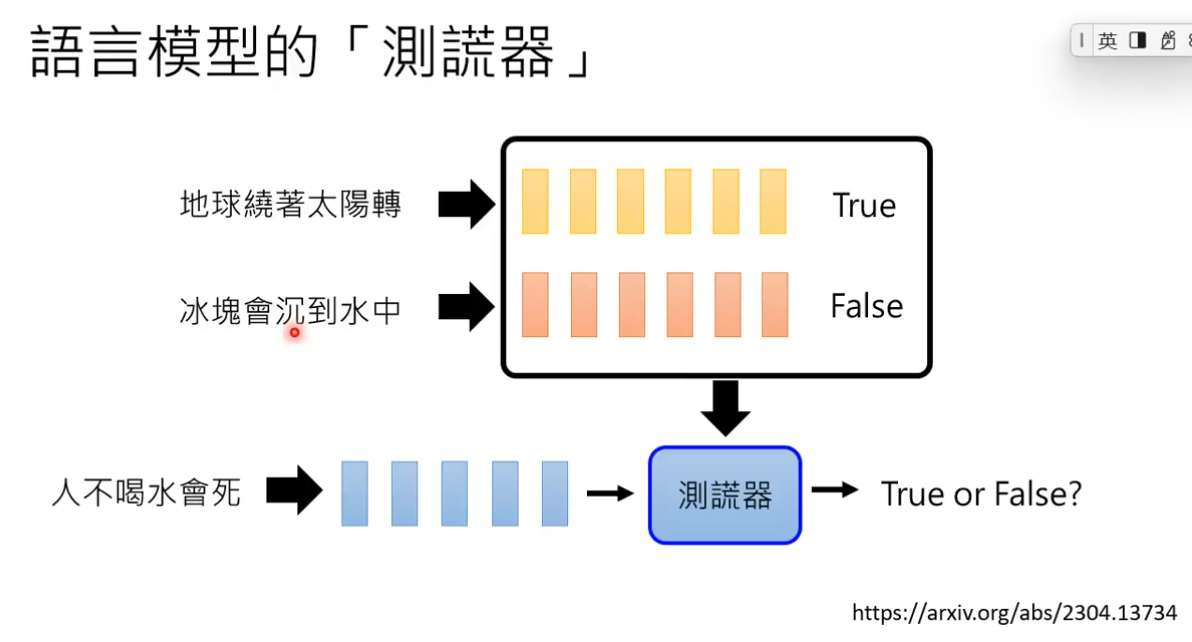 語言模型的「測謊器」
英
地球繞著太陽轉
True
冰塊會沉到水中
False
人不喝水會死
測謊器
True or False?
https://arxiv.org/abs/2304.13734